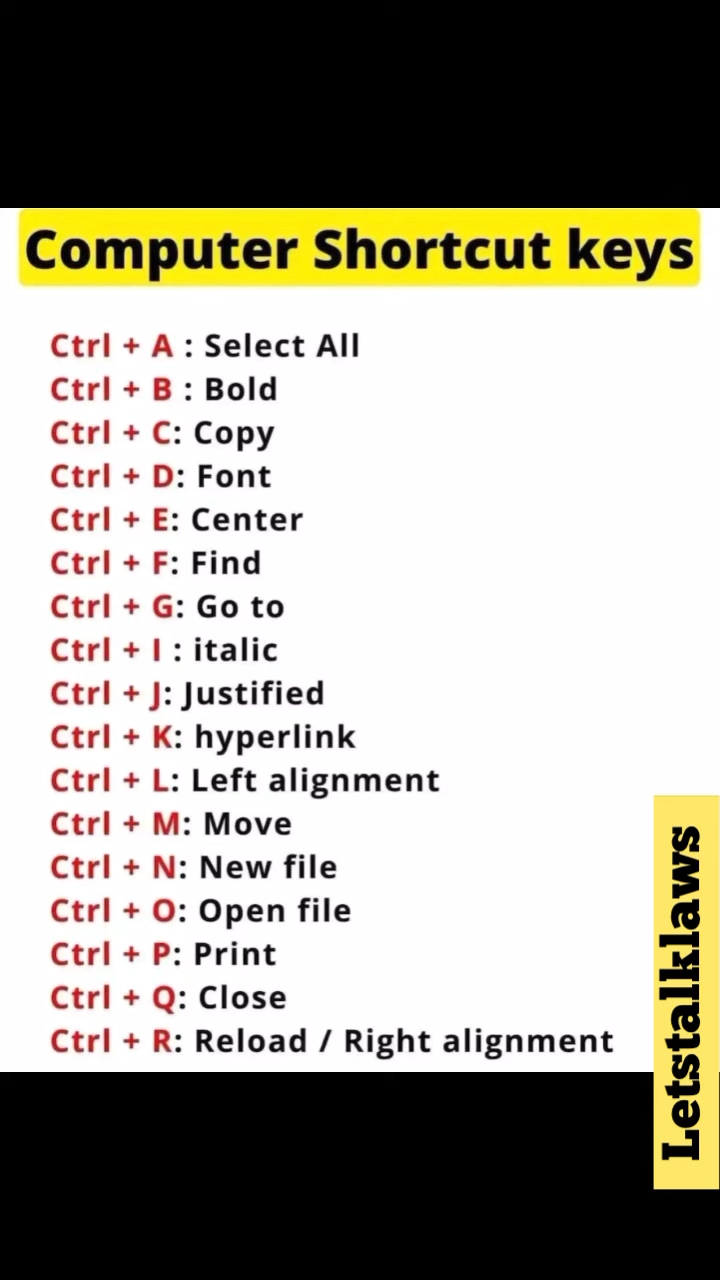 Computer Shortcut keys
Ctrl + A : Select All
Ctrl + B : Bold
Ctrl + C: Copy
Ctrl + D: Font
Ctrl + E: Center
Ctrl + F: Find
Ctrl + G: Go to
Ctrl + I : italic
Ctrl + J: Justified
Ctrl + K: hyperlink
Ctrl + L: Left alignment
Ctrl + M: Move
Ctrl + N: New file
Ctrl + O: Open file
Ctrl + P: Print
Ctrl + Q: Close
Ctrl + R: Reload / Right alignment
Letstalklaws